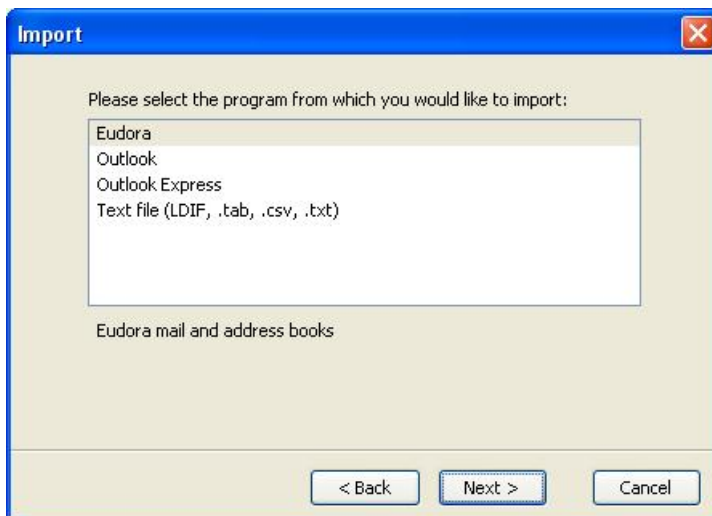 Import
Please select the program from which you would like to import:
Eudora
Outlook
Outlook Express
Text file (LDIF, .tab, .csv, .txt)
Eudora mail and address books
< Back Next > Cancel